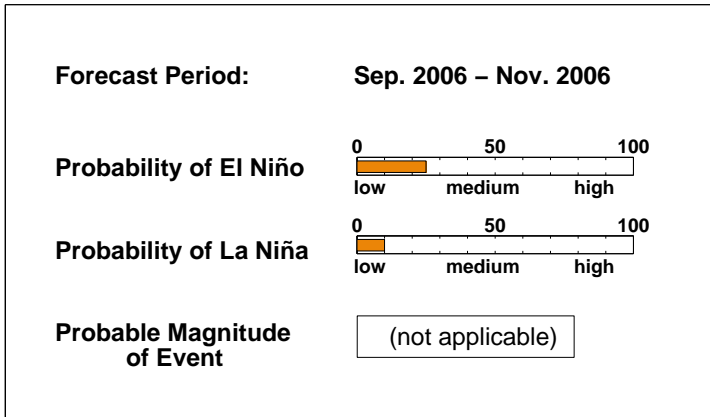 Forecast Period: Sep. 2006 – Nov. 2006
0 50 100
Probability of El Niño
low medium high
0 50 100
Probability of La Niña
low medium high
Probable Magnitude
of Event
(not applicable)